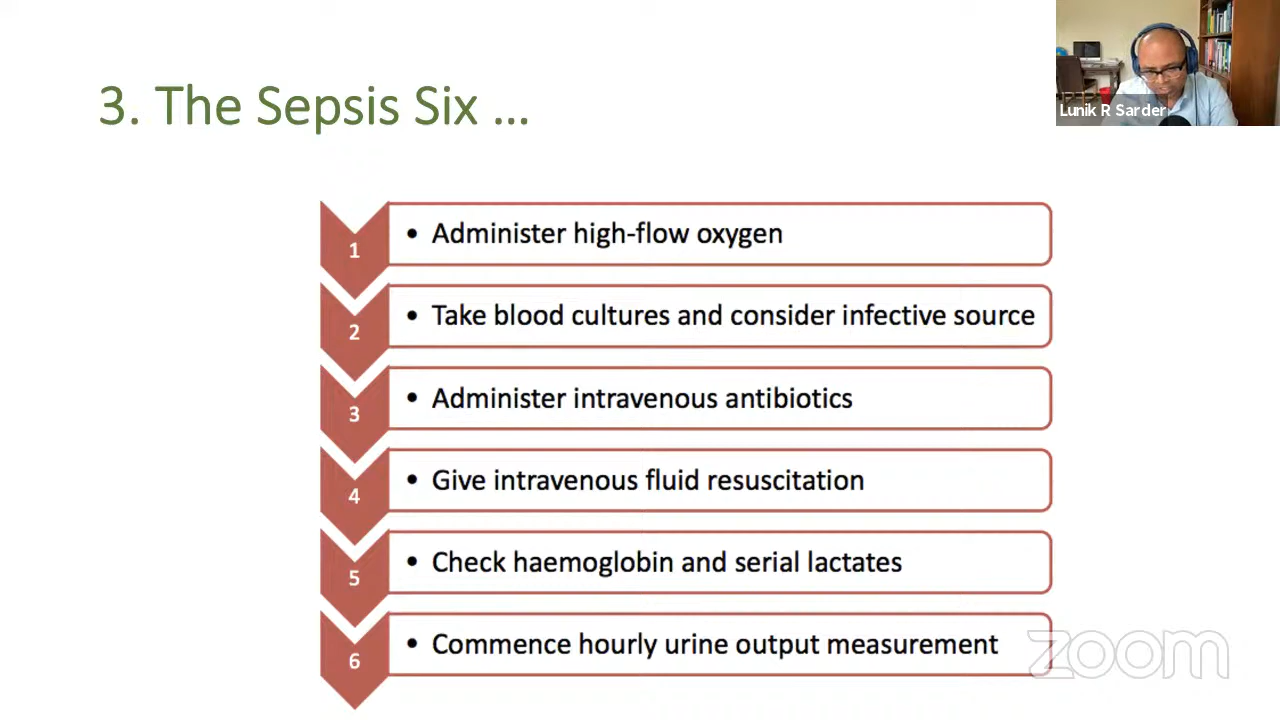 3. The Sepsis Six ...
Lunik R Sarder
1
• Administer high-flow oxygen
2
• Take blood cultures and consider infective source
3
• Administer intravenous antibiotics
4
• Give intravenous fluid resuscitation
5
• Check haemoglobin and serial lactates
6
• Commence hourly urine output measurement
zoom